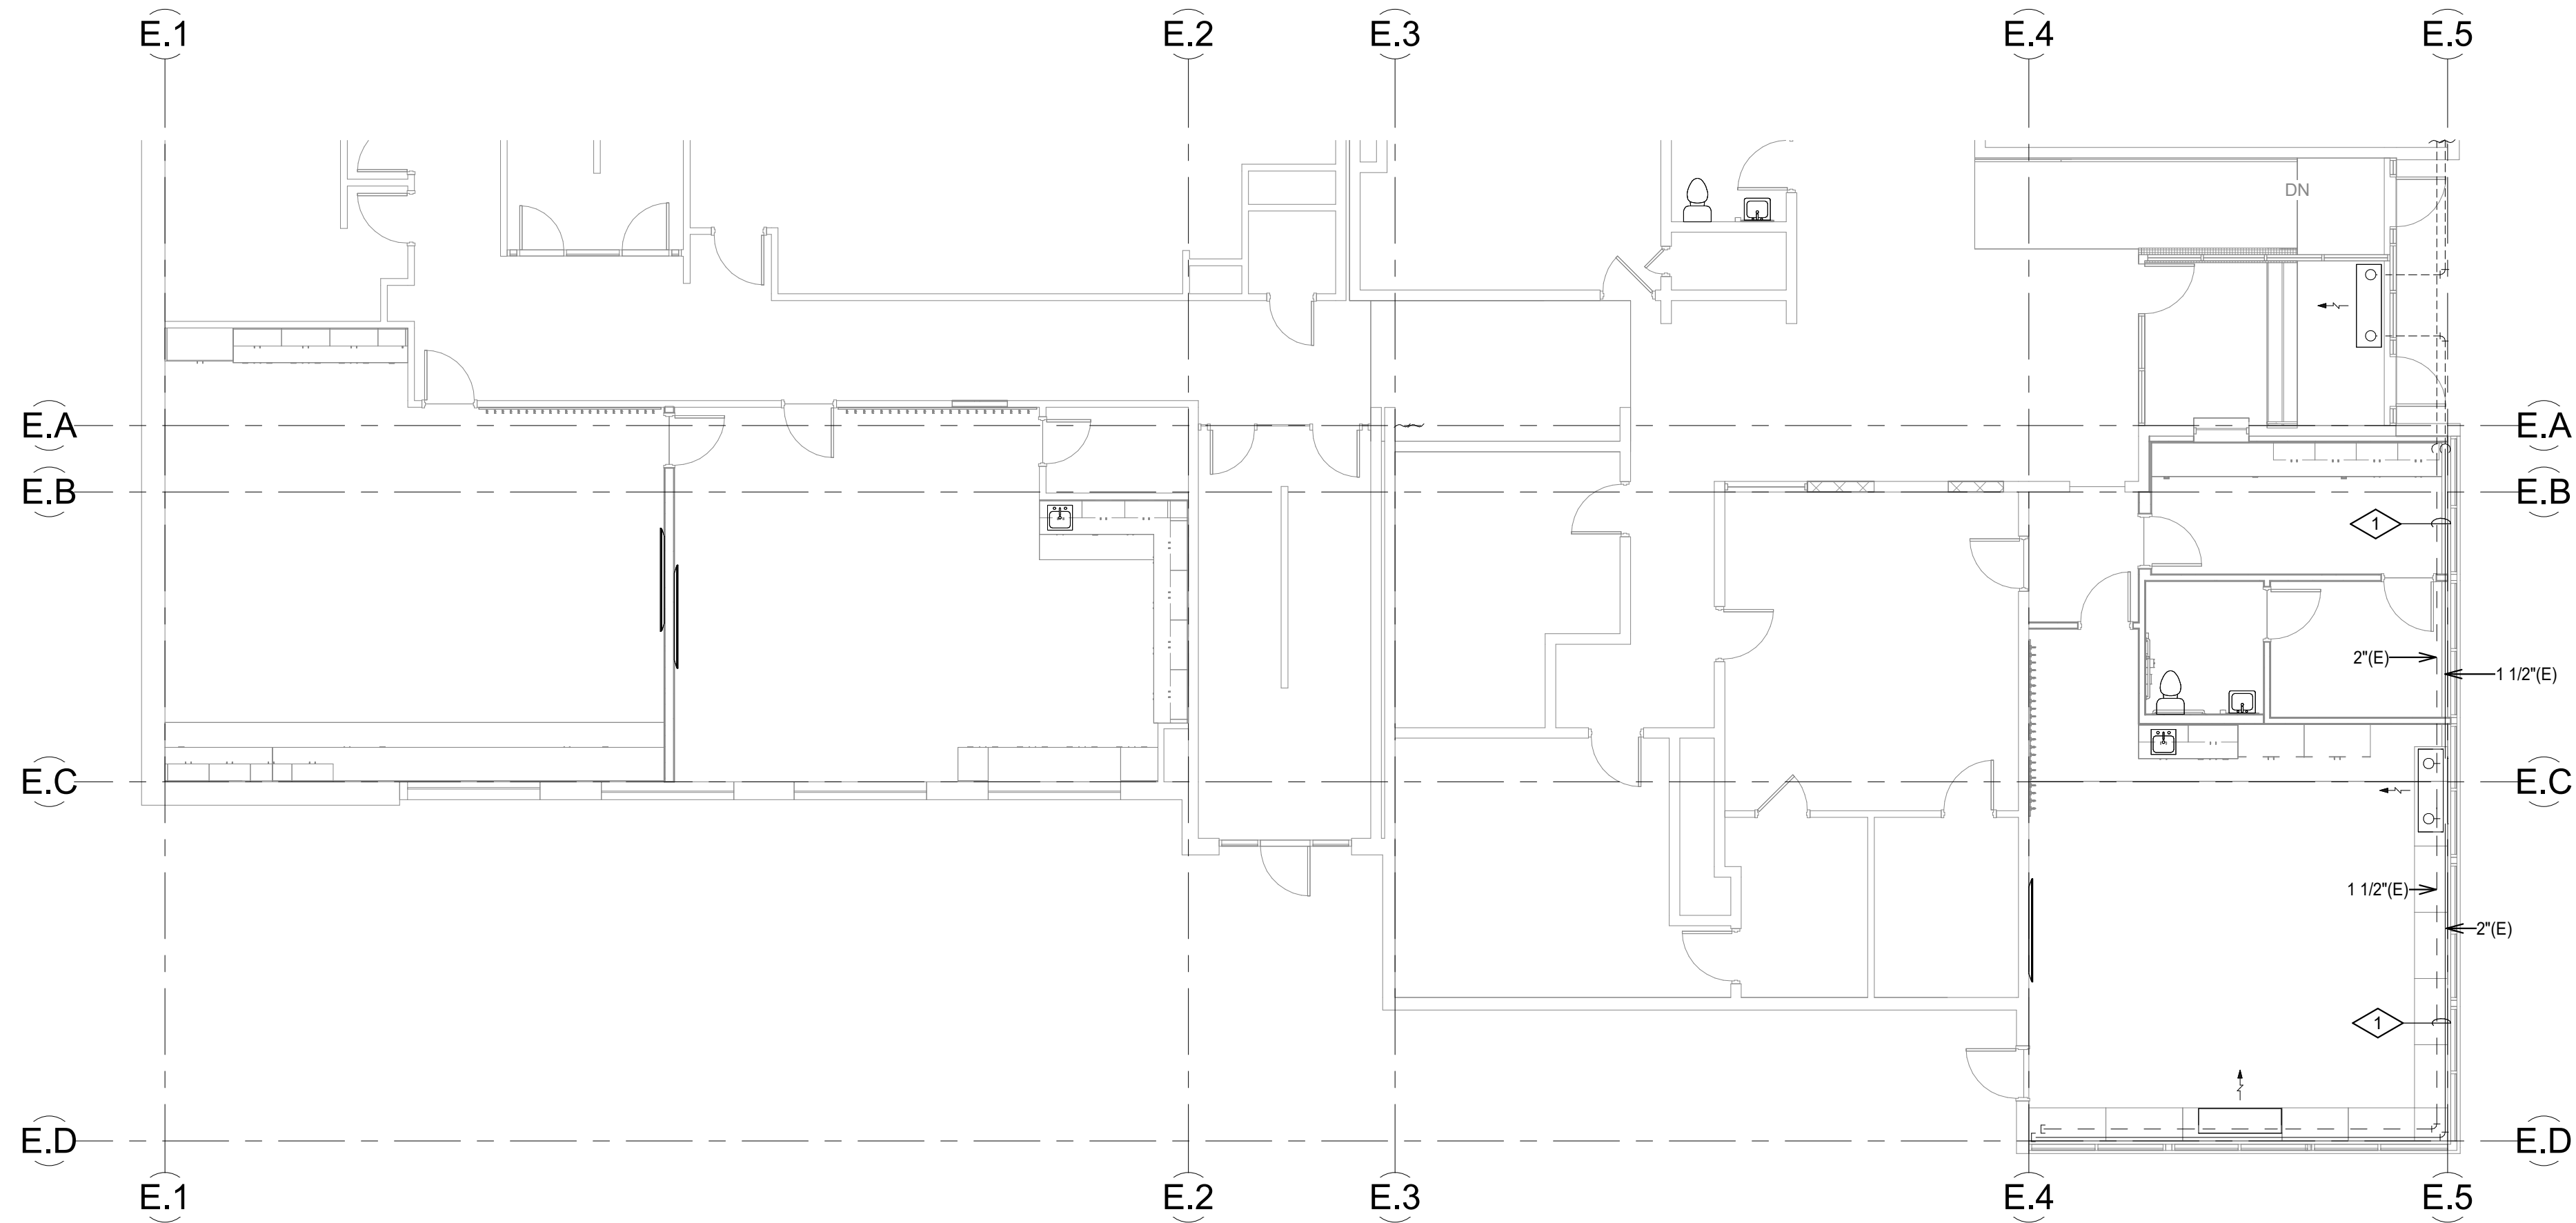 E.1 E.2 E.3 E.4 E.5
DN
E.A E.A
E.B E.B
1
2"(E)
1 1/2"(E)
E.C E.C
1 1/2"(E)
2"(E)
1
E.D E.D
E.1 E.2 E.3 E.4 E.5